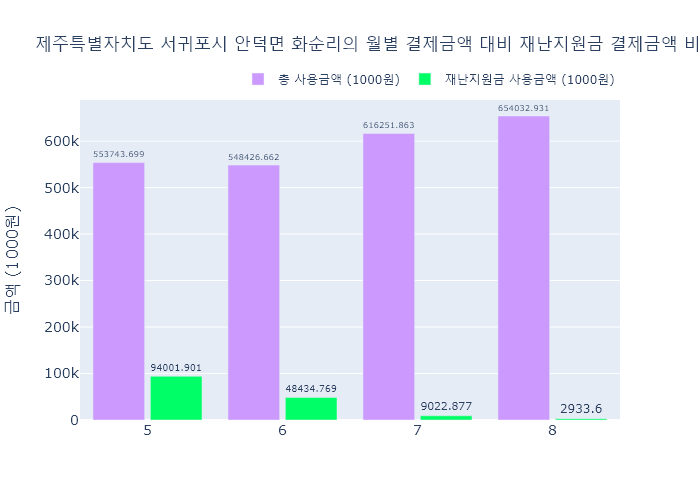 제주특별자치도 서귀포시 안덕면 화순리의 월별 결제금액 대비 재난지원금 결제금액 비
총 사용금액 (1000원)
재난지원금 사용금액 (1000원)
금액 (1000원)
600k
500k
400k
300k
200k
100k
0
553743.699
94001.901
548426.662
48434.769
616251.863
9022.877
654032.931
2933.6
5
6
7
8